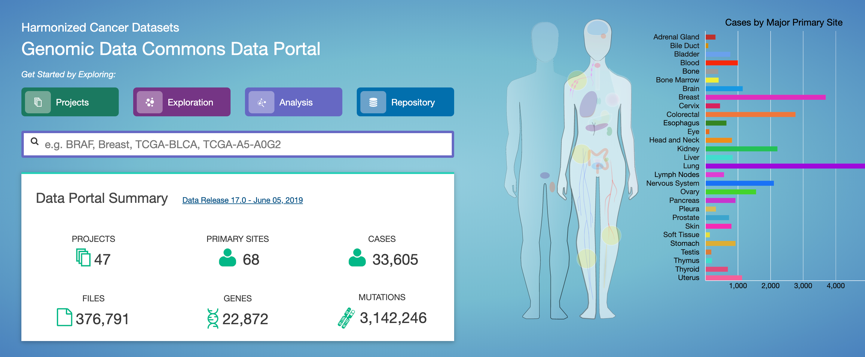 Harmonized Cancer Datasets
Genomic Data Commons Data Portal
Get Started by Exploring:
Projects
Exploration
Analysis
Repository
e.g. BRAF, Breast, TCGA-BLCA, TCGA-A5-A0G2
Data Portal Summary
Data Release 17.0 - June 05, 2019
PROJECTS
47
PRIMARY SITES
68
CASES
33,605
FILES
376,791
GENES
22,872
MUTATIONS
3,142,246
Cases by Major Primary Site
Adrenal Gland
Bile Duct
Bladder
Blood
Bone
Bone Marrow
Brain
Breast
Cervix
Colorectal
Esophagus
Eye
Head and Neck
Kidney
Liver
Lung
Lymph Nodes
Nervous System
Ovary
Pancreas
Pleura
Prostate
Skin
Soft Tissue
Stomach
Testis
Thymus
Thyroid
Uterus
1,000
2,000
3,000
4,000